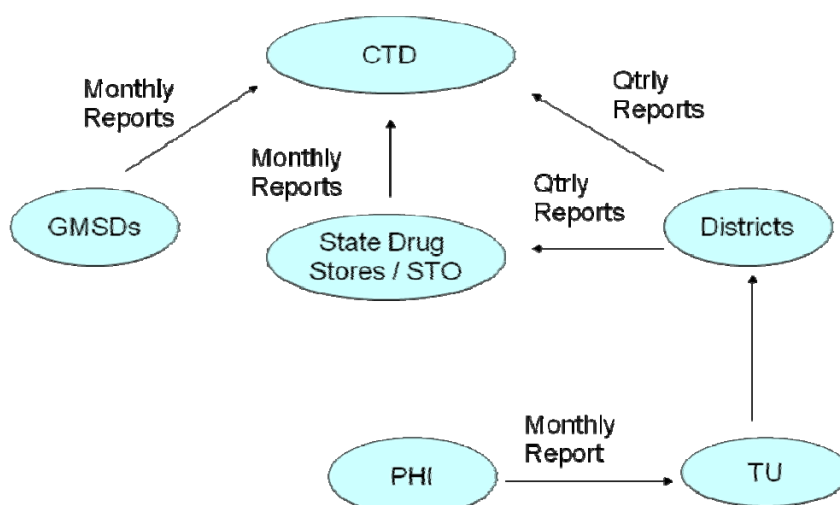 CTD
Monthly
Reports
Qtrly
Reports
Monthly
Reports
Qtrly
Reports
GMSDs
State Drug
Stores / STO
Districts
Monthly
Report
PHI
TU